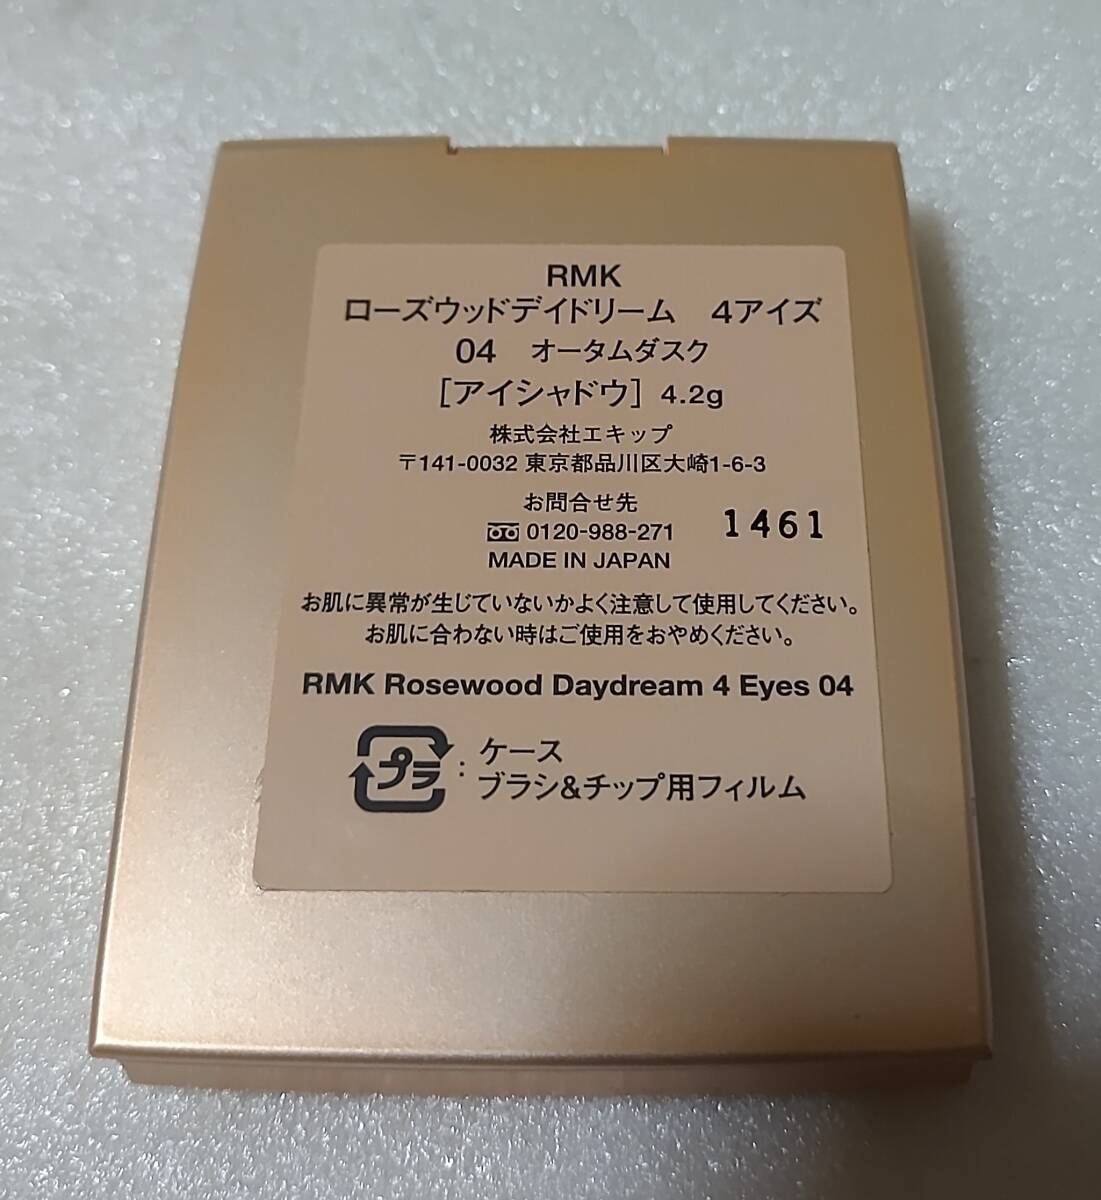 RMK
ローズウッドデイドリーム　4アイズ
04　オータムダスク
[アイシャドウ] 4.2g
株式会社エキップ
〒141-0032 東京都品川区大崎1-6-3
お問合せ先
0120-988-271
1461
MADE IN JAPAN
お肌に異常が生じていないかよく注意して使用してください。
お肌に合わない時はご使用をおやめください。
RMK Rosewood Daydream 4 Eyes 04
プラ : ケース
ブラシ&チップ用フィルム